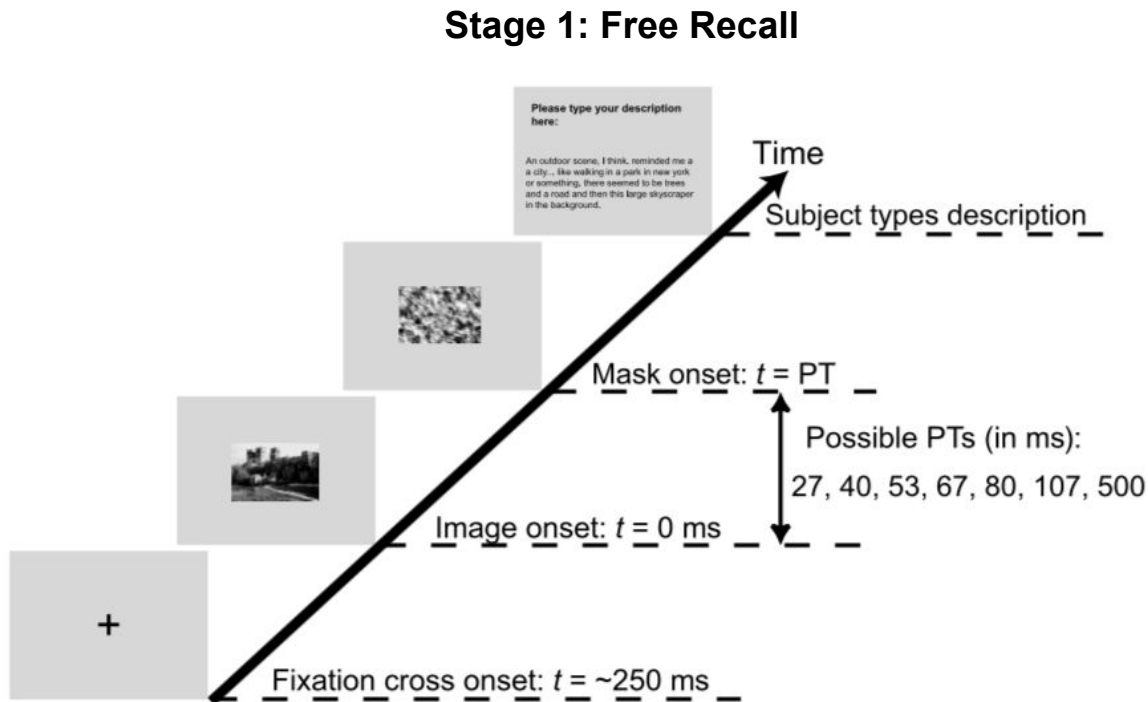 Stage 1: Free Recall
Please type your description
here:
An outdoor scene, I think. reminded me a
a city... like walking in a park in new york
or something, there seemed to be trees
and a road and then this large skyscraper
in the background.
Time
Subject types description
Mask onset: t = PT
Possible PTs (in ms):
27, 40, 53, 67, 80, 107, 500
Image onset: t = 0 ms
+
Fixation cross onset: t = ~250 ms